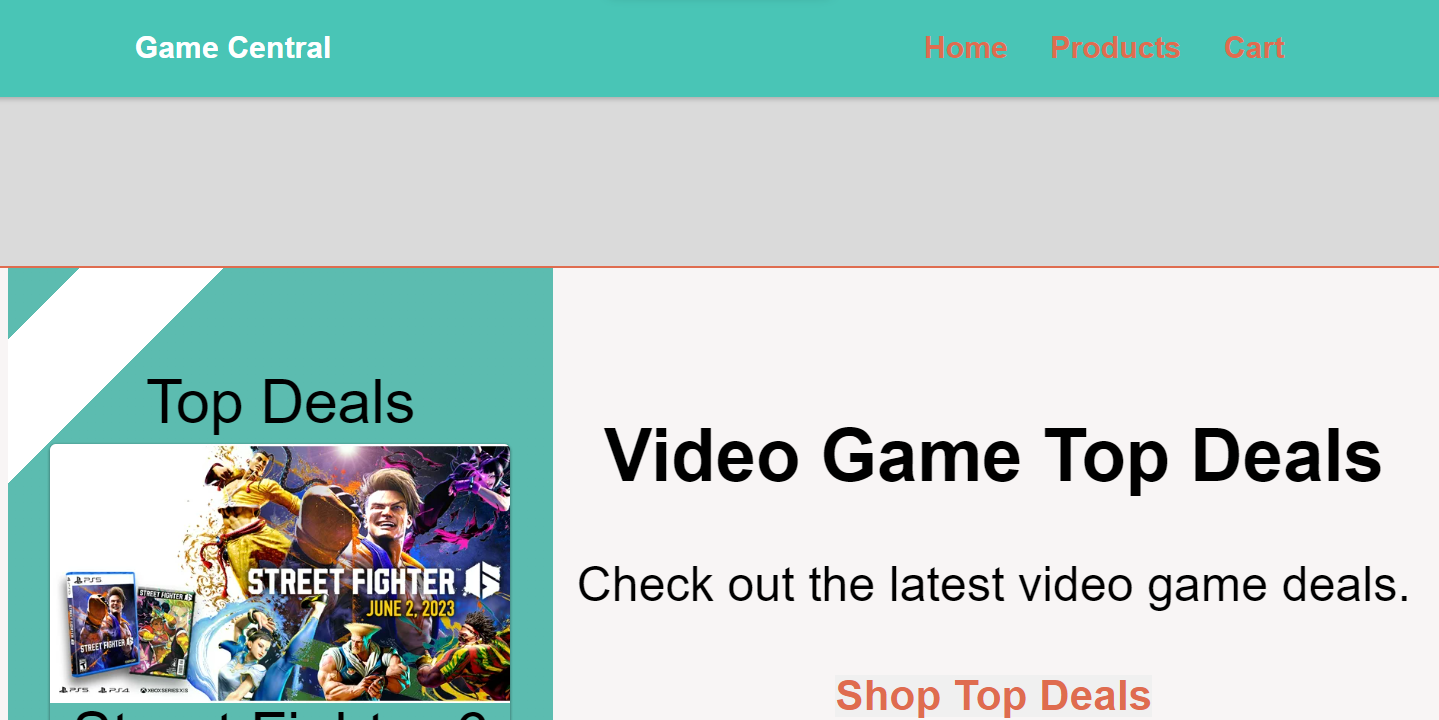 Game Central
Home Products Cart
Top Deals
STREET FIGHTER 6
JUNE 2, 2023
PS5
STREET FIGHTER
STREET FIGHTER 6
PS5 PS4 XBOX SERIES X|S
Street Fighter 6
Video Game Top Deals
Check out the latest video game deals.
Shop Top Deals